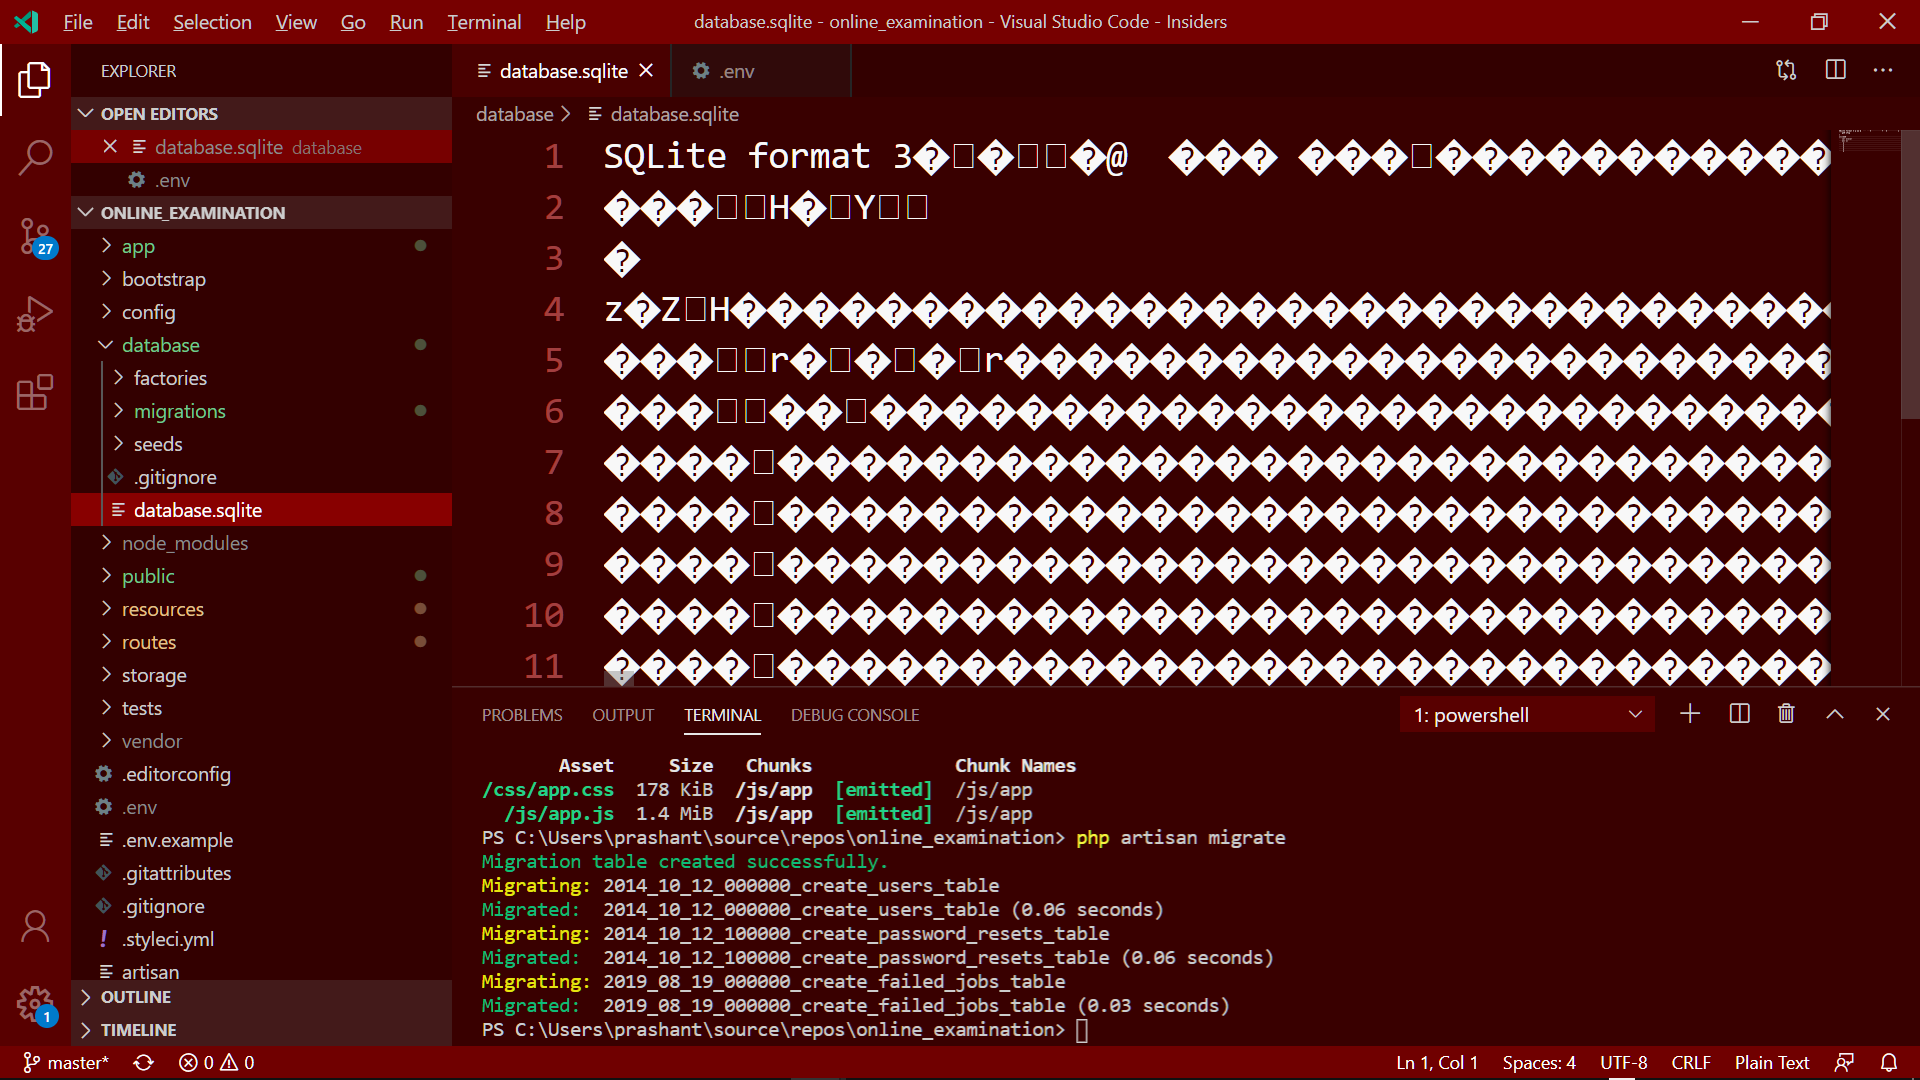 File Edit Selection View Go Run Terminal Help
database.sqlite - online_examination - Visual Studio Code - Insiders
EXPLORER
OPEN EDITORS
database.sqlite database
.env
ONLINE_EXAMINATION
app
bootstrap
config
database
factories
migrations
seeds
.gitignore
database.sqlite
node_modules
public
resources
routes
storage
tests
vendor
.editorconfig
.env
.env.example
.gitattributes
.gitignore
.styleci.yml
artisan
OUTLINE
TIMELINE
27
1
database.sqlite
.env
database > database.sqlite
1 SQLite format 3 @
2 H Y
3
4 z Z H
5 r r
6
7
8
9
10
11
PROBLEMS OUTPUT TERMINAL DEBUG CONSOLE
1: powershell
Asset Size Chunks Chunk Names
/css/app.css 178 KiB /js/app [emitted] /js/app
/js/app.js 1.4 MiB /js/app [emitted] /js/app
PS C:\Users\prashant\source\repos\online_examination> php artisan migrate
Migration table created successfully.
Migrating: 2014_10_12_000000_create_users_table
Migrated: 2014_10_12_000000_create_users_table (0.06 seconds)
Migrating: 2014_10_12_100000_create_password_resets_table
Migrated: 2014_10_12_100000_create_password_resets_table (0.06 seconds)
Migrating: 2019_08_19_000000_create_failed_jobs_table
Migrated: 2019_08_19_000000_create_failed_jobs_table (0.03 seconds)
PS C:\Users\prashant\source\repos\online_examination>
master* 0 0
Ln 1, Col 1 Spaces: 4 UTF-8 CRLF Plain Text